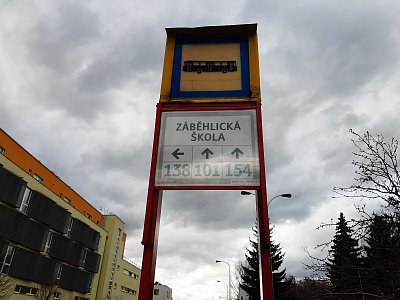 ZÁBĚHLICKÁ
ŠKOLA
← ↑ ↑
138 101 154